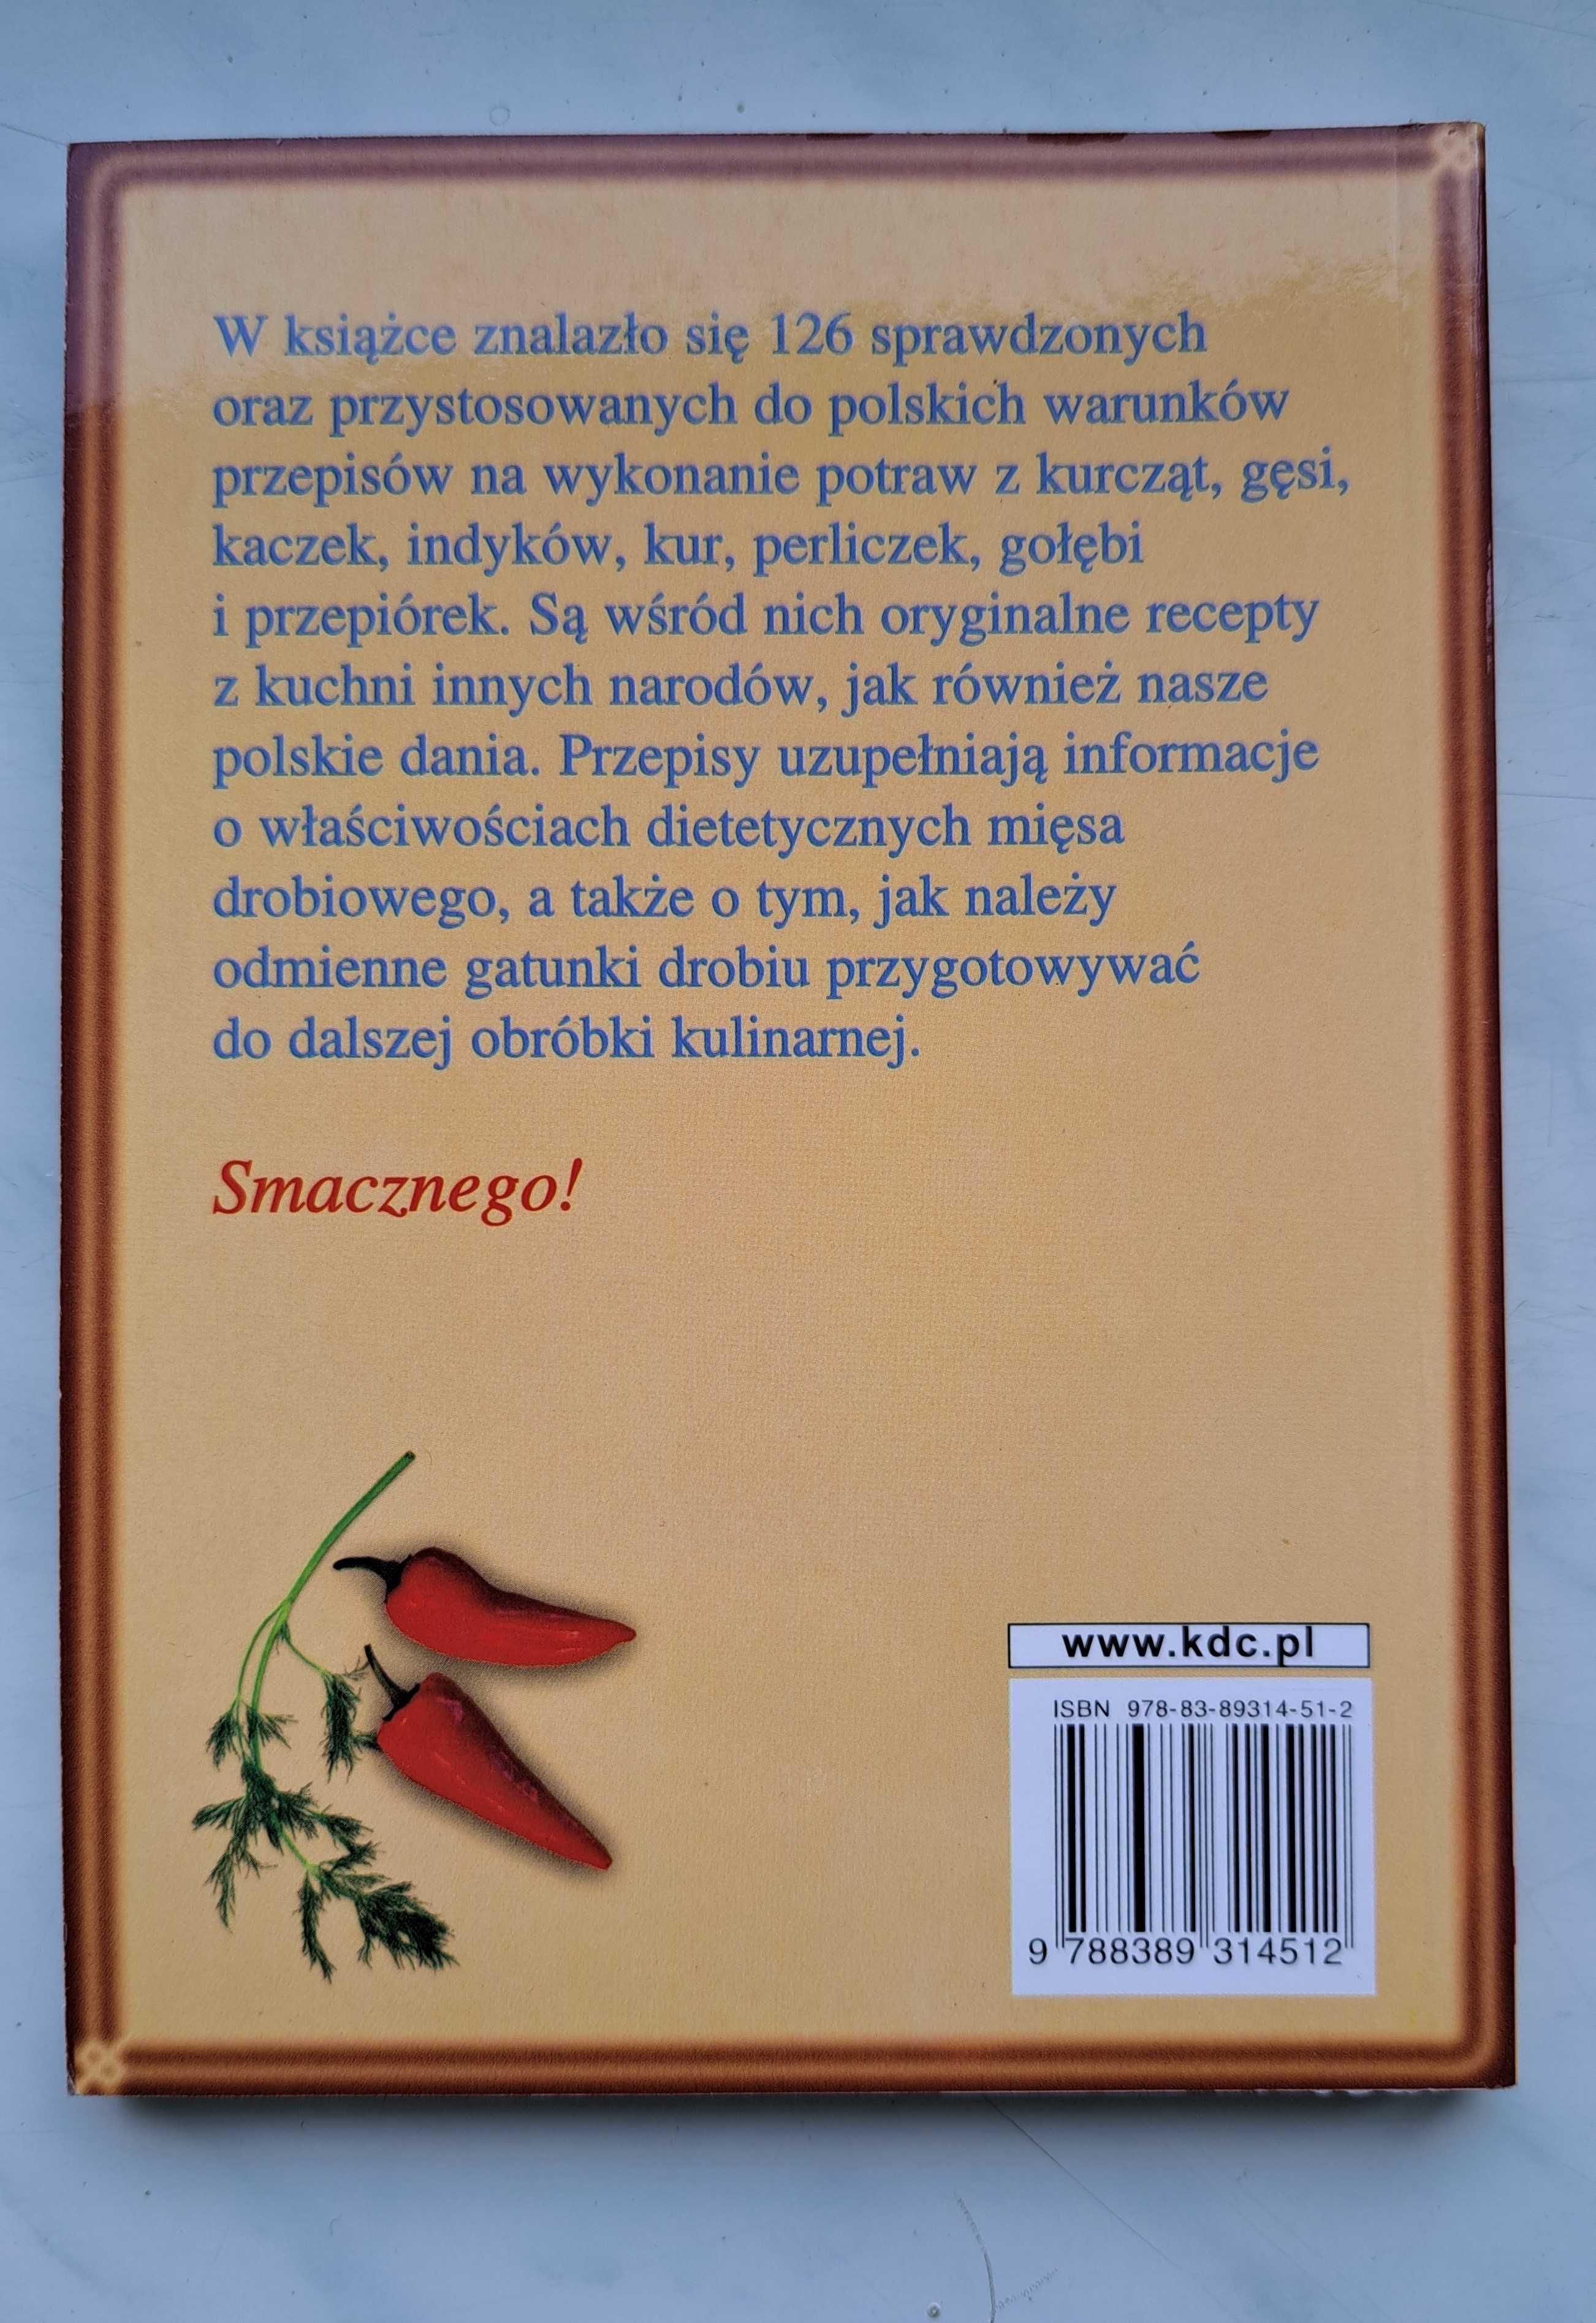 W książce znalazło się 126 sprawdzonych
oraz przystosowanych do polskich warunków
przepisów na wykonanie potraw z kurcząt, gęsi,
kaczek, indyków, kur, perliczek, gołębi
i przepiórek. Są wśród nich oryginalne recepty
z kuchni innych narodów, jak również nasze
polskie dania. Przepisy uzupełniają informacje
o właściwościach dietetycznych mięsa
drobiowego, a także o tym, jak należy
odmienne gatunki drobiu przygotowywać
do dalszej obróbki kulinarnej.
Smacznego!
www.kdc.pl
ISBN 978-83-89314-51-2
9 788389 314512